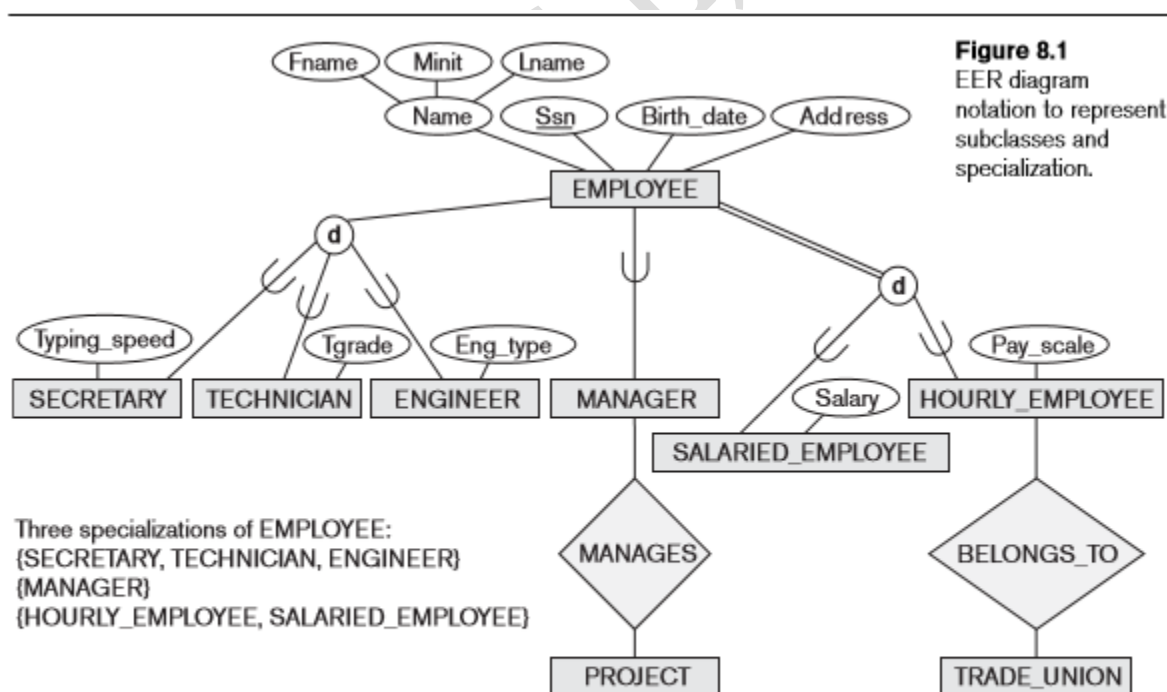 Figure 8.1
EER diagram
notation to represent
subclasses and
specialization.
Fname Minit Lname
Name Ssn Birth_date Address
EMPLOYEE
d
d
Typing_speed Tgrade Eng_type Pay_scale
SECRETARY TECHNICIAN ENGINEER MANAGER Salary HOURLY_EMPLOYEE
SALARIED_EMPLOYEE
Three specializations of EMPLOYEE:
{SECRETARY, TECHNICIAN, ENGINEER}
{MANAGER}
{HOURLY_EMPLOYEE, SALARIED_EMPLOYEE}
MANAGES BELONGS_TO
PROJECT TRADE_UNION